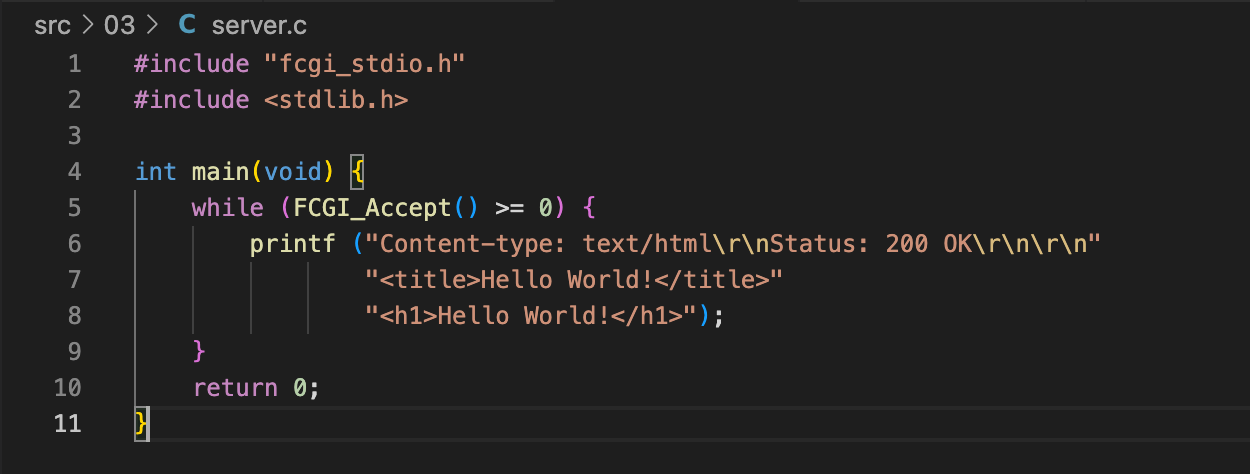 src > 03 > C server.c
1 #include "fcgi_stdio.h"
2 #include <stdlib.h>
3
4 int main(void) {
5     while (FCGI_Accept() >= 0) {
6         printf ("Content-type: text/html\r\nStatus: 200 OK\r\n\r\n"
7                 "<title>Hello World!</title>"
8                 "<h1>Hello World!</h1>");
9     }
10     return 0;
11 }